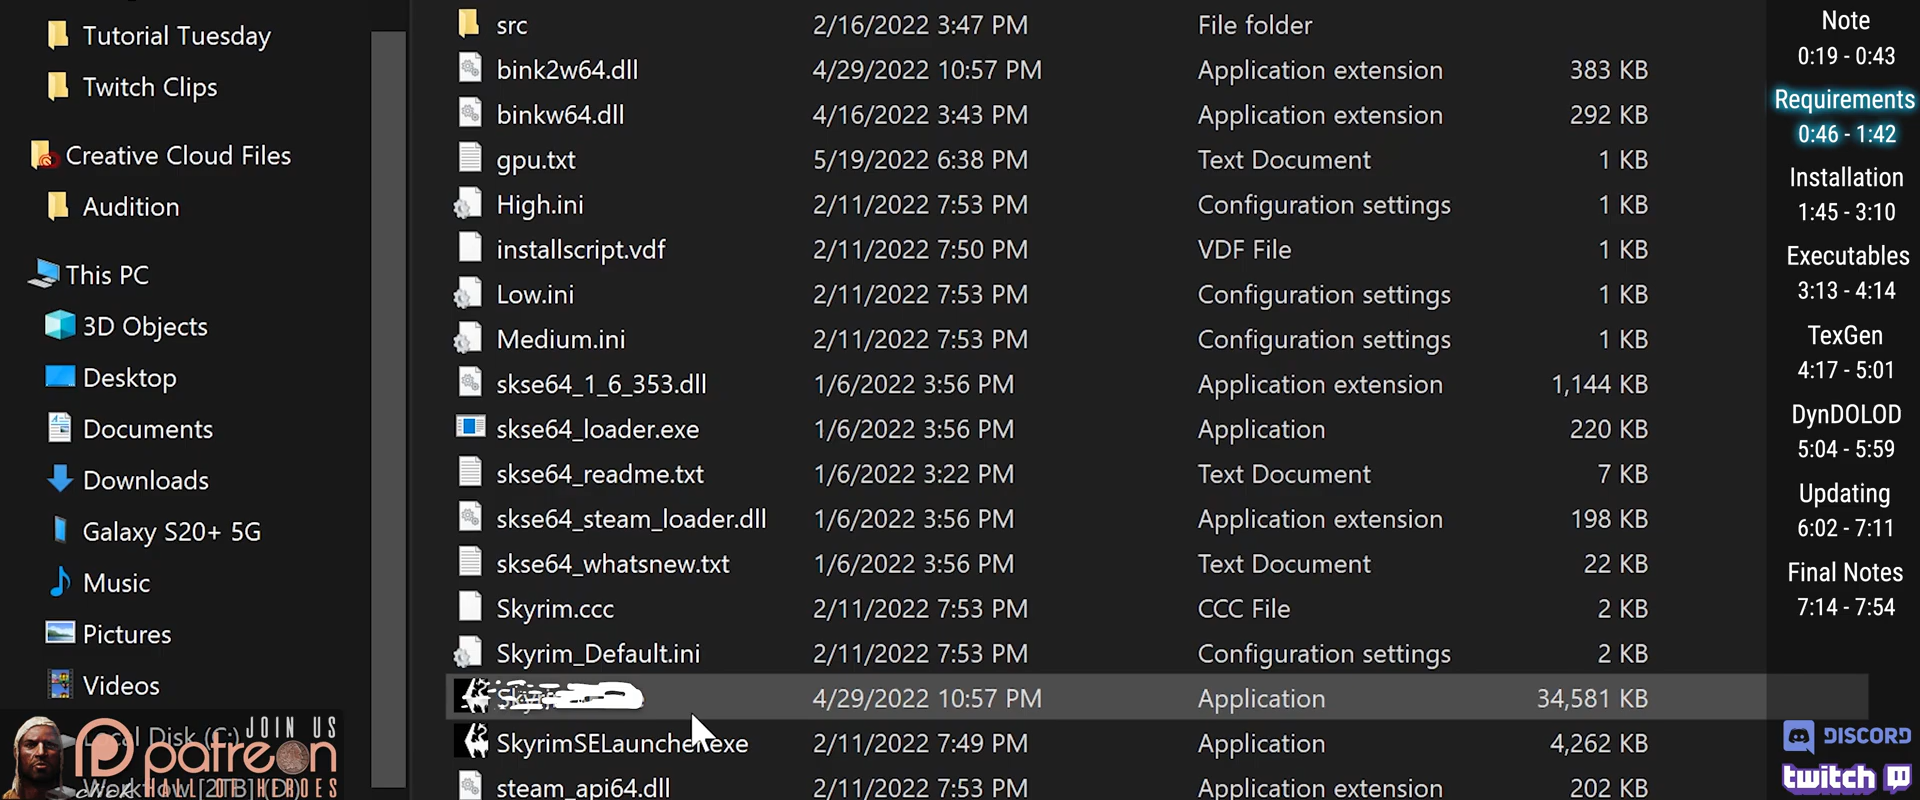 Tutorial Tuesday
Twitch Clips
Creative Cloud Files
Audition
This PC
3D Objects
Desktop
Documents
Downloads
Galaxy S20+ 5G
Music
Pictures
Videos
Local Disk (C:)
JOIN US
patreon
HALL OF HEROES
src 2/16/2022 3:47 PM File folder
bink2w64.dll 4/29/2022 10:57 PM Application extension 383 KB
binkw64.dll 4/16/2022 3:43 PM Application extension 292 KB
gpu.txt 5/19/2022 6:38 PM Text Document 1 KB
High.ini 2/11/2022 7:53 PM Configuration settings 1 KB
installscript.vdf 2/11/2022 7:50 PM VDF File 1 KB
Low.ini 2/11/2022 7:53 PM Configuration settings 1 KB
Medium.ini 2/11/2022 7:53 PM Configuration settings 1 KB
skse64_1_6_353.dll 1/6/2022 3:56 PM Application extension 1,144 KB
skse64_loader.exe 1/6/2022 3:56 PM Application 220 KB
skse64_readme.txt 1/6/2022 3:22 PM Text Document 7 KB
skse64_steam_loader.dll 1/6/2022 3:56 PM Application extension 198 KB
skse64_whatsnew.txt 1/6/2022 3:56 PM Text Document 22 KB
Skyrim.ccc 2/11/2022 7:53 PM CCC File 2 KB
Skyrim_Default.ini 2/11/2022 7:53 PM Configuration settings 2 KB
4/29/2022 10:57 PM Application 34,581 KB
SkyrimSELauncher.exe 2/11/2022 7:49 PM Application 4,262 KB
steam_api64.dll 2/11/2022 7:53 PM Application extension 202 KB
Note
0:19 - 0:43
Requirements
0:46 - 1:42
Installation
1:45 - 3:10
Executables
3:13 - 4:14
TexGen
4:17 - 5:01
DynDOLOD
5:04 - 5:59
Updating
6:02 - 7:11
Final Notes
7:14 - 7:54
DISCORD
twitch